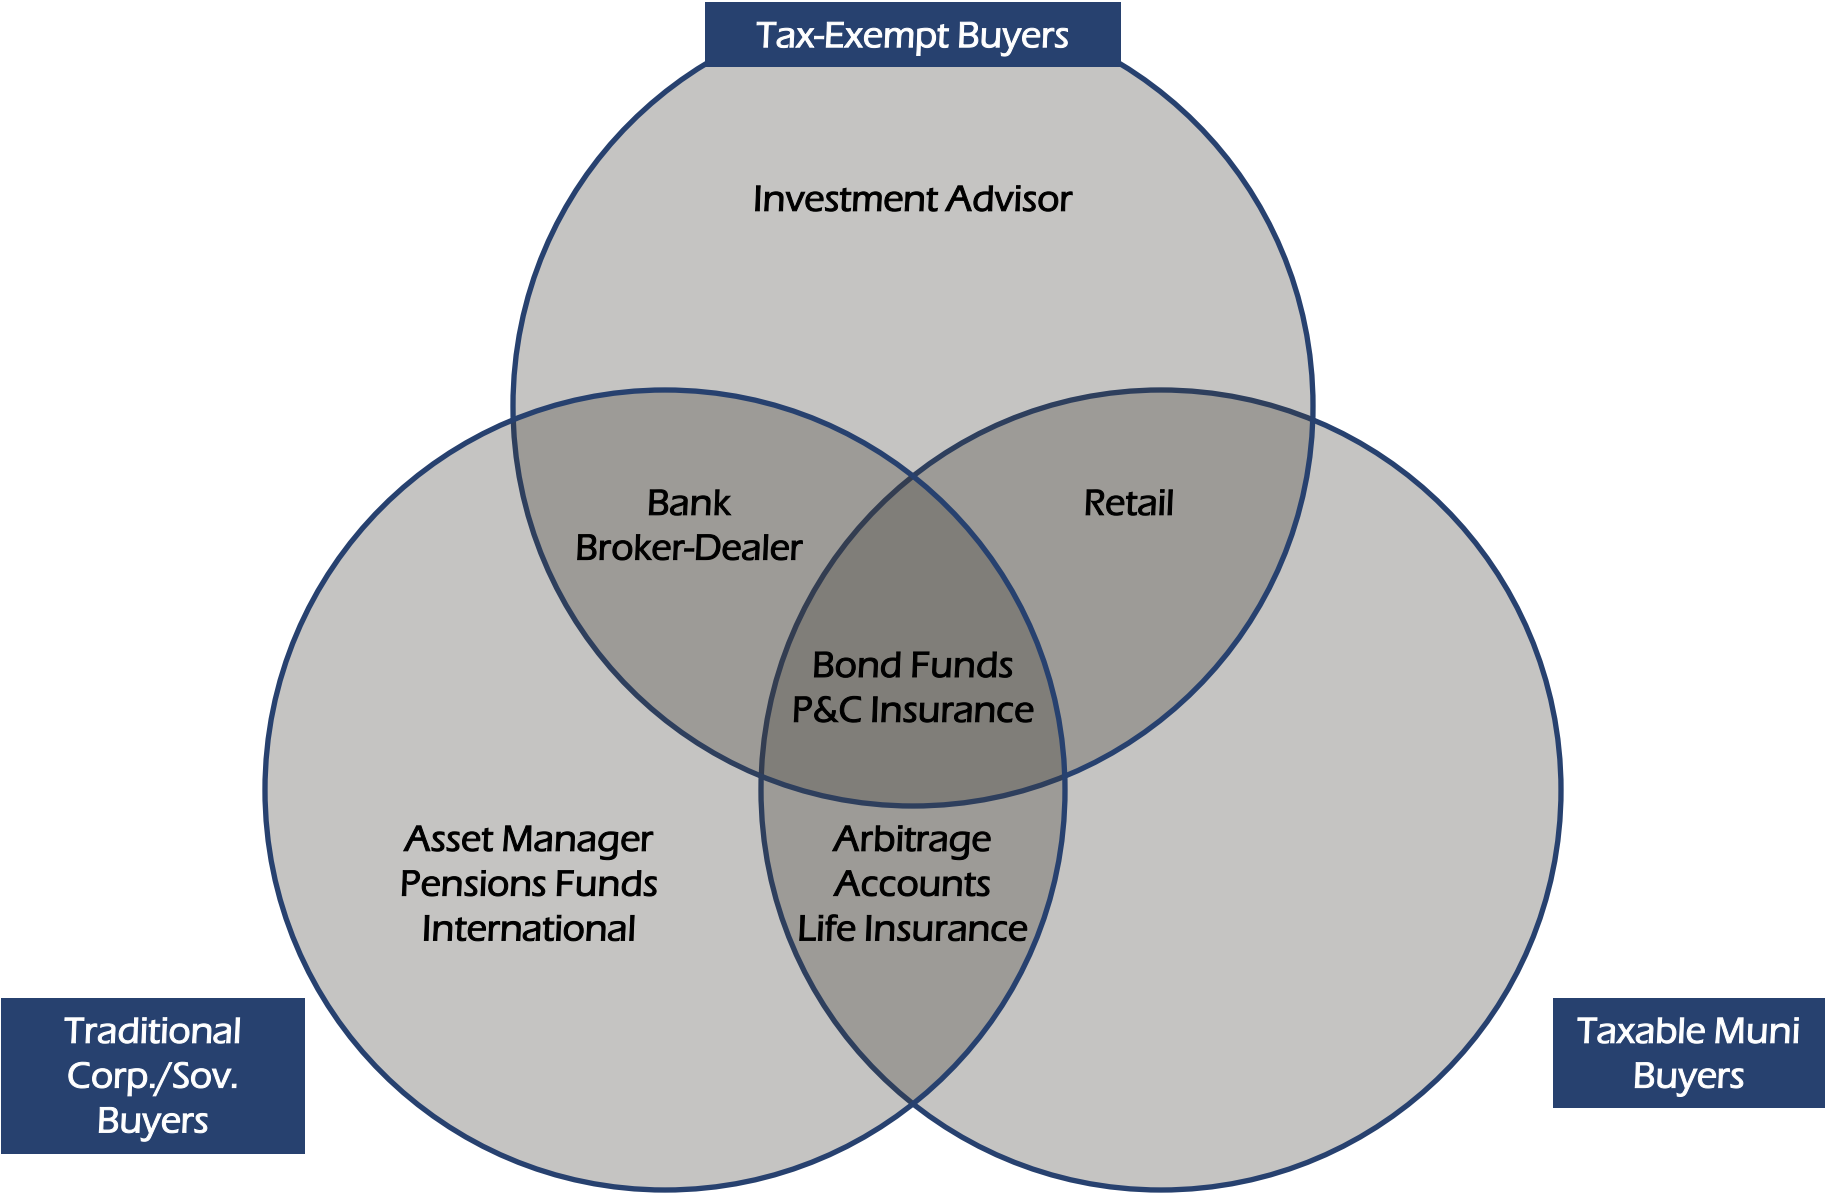 Tax-Exempt Buyers
Investment Advisor
Bank
Broker-Dealer
Retail
Bond Funds
P&C Insurance
Asset Manager
Pensions Funds
International
Arbitrage
Accounts
Life Insurance
Traditional
Corp./Sov.
Buyers
Taxable Muni
Buyers